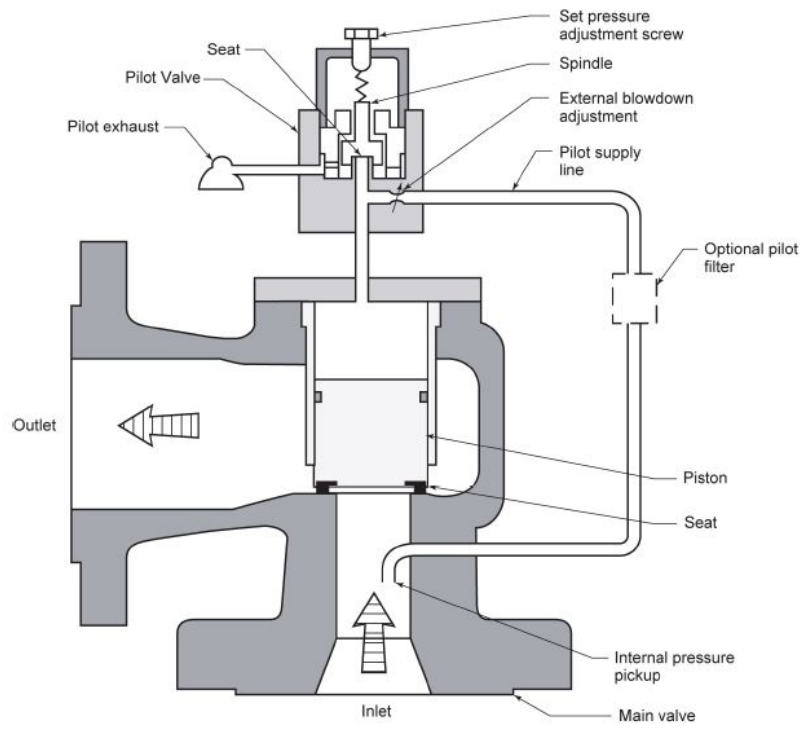 Set pressure
adjustment screw
Seat
Spindle
Pilot Valve
External blowdown
adjustment
Pilot exhaust
Pilot supply
line
Optional pilot
filter
Outlet
Piston
Seat
Internal pressure
pickup
Inlet
Main valve